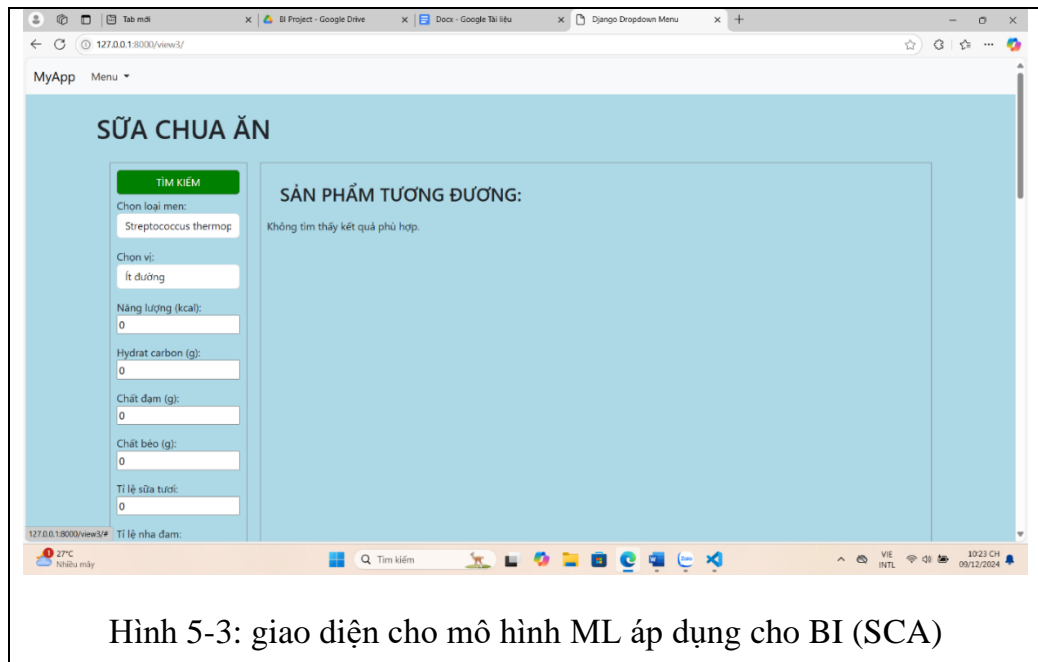 Tab mới
BI Project - Google Drive
Docx - Google Tài liệu
Django Dropdown Menu
127.0.0.1:8000/view3/
MyApp Menu
SỮA CHUA ĂN
TÌM KIẾM
Chọn loại men:
Streptococcus thermop
Chọn vị:
Ít đường
Năng lượng (kcal):
0
Hydrat carbon (g):
0
Chất đạm (g):
0
Chất béo (g):
0
Tỉ lệ sữa tươi:
0
Tỉ lệ nha đam:
SẢN PHẨM TƯƠNG ĐƯƠNG:
Không tìm thấy kết quả phù hợp.
127.0.0.1:8000/view3/#
1
27°C
Nhiều mây
Tìm kiếm
Zalo
VIE
INTL
10:23 CH
09/12/2024
Hình 5-3: giao diện cho mô hình ML áp dụng cho BI (SCA)